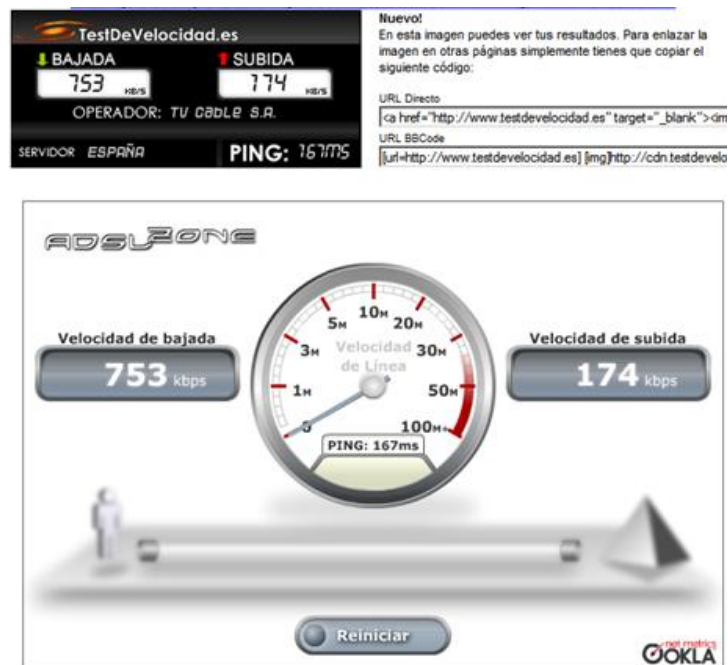 TestDeVelocidad.es
BAJADA
SUBIDA
753 KB/S
174 KB/S
OPERADOR: TV CABLE S.A.
SERVIDOR ESPAÑA
PING: 167MS
Nuevo!
En esta imagen puedes ver tus resultados. Para enlazar la
imagen en otras páginas simplemente tienes que copiar el
siguiente código:
URL Directo
<a href="http://www.testdevelocidad.es" target="_blank"><im
URL BBCode
[url=http://www.testdevelocidad.es] [img]http://cdn.testdevelo
ADSLZONE
Velocidad de bajada
753 kbps
Velocidad de subida
174 kbps
Velocidad
de Línea
0
1M
3M
5M
10M
20M
30M
50M
100M+
PING: 167ms
Reiniciar
net metrics
OOKLA